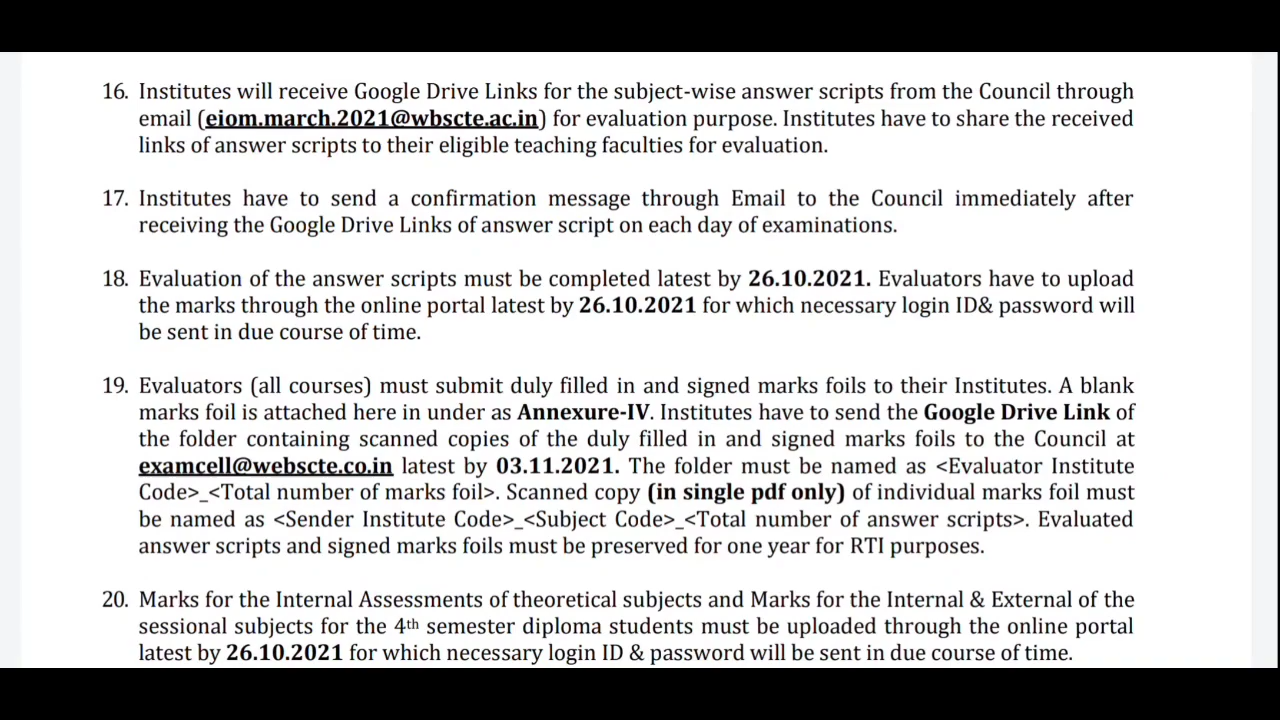 16. Institutes will receive Google Drive Links for the subject-wise answer scripts from the Council through
email (eiom.march.2021@wbscte.ac.in) for evaluation purpose. Institutes have to share the received
links of answer scripts to their eligible teaching faculties for evaluation.
17. Institutes have to send a confirmation message through Email to the Council immediately after
receiving the Google Drive Links of answer script on each day of examinations.
18. Evaluation of the answer scripts must be completed latest by 26.10.2021. Evaluators have to upload
the marks through the online portal latest by 26.10.2021 for which necessary login ID& password will
be sent in due course of time.
19. Evaluators (all courses) must submit duly filled in and signed marks foils to their Institutes. A blank
marks foil is attached here in under as Annexure-IV. Institutes have to send the Google Drive Link of
the folder containing scanned copies of the duly filled in and signed marks foils to the Council at
examcell@webscte.co.in latest by 03.11.2021. The folder must be named as <Evaluator Institute
Code>_<Total number of marks foil>. Scanned copy (in single pdf only) of individual marks foil must
be named as <Sender Institute Code>_<Subject Code>_<Total number of answer scripts>. Evaluated
answer scripts and signed marks foils must be preserved for one year for RTI purposes.
20. Marks for the Internal Assessments of theoretical subjects and Marks for the Internal & External of the
sessional subjects for the 4th semester diploma students must be uploaded through the online portal
latest by 26.10.2021 for which necessary login ID & password will be sent in due course of time.